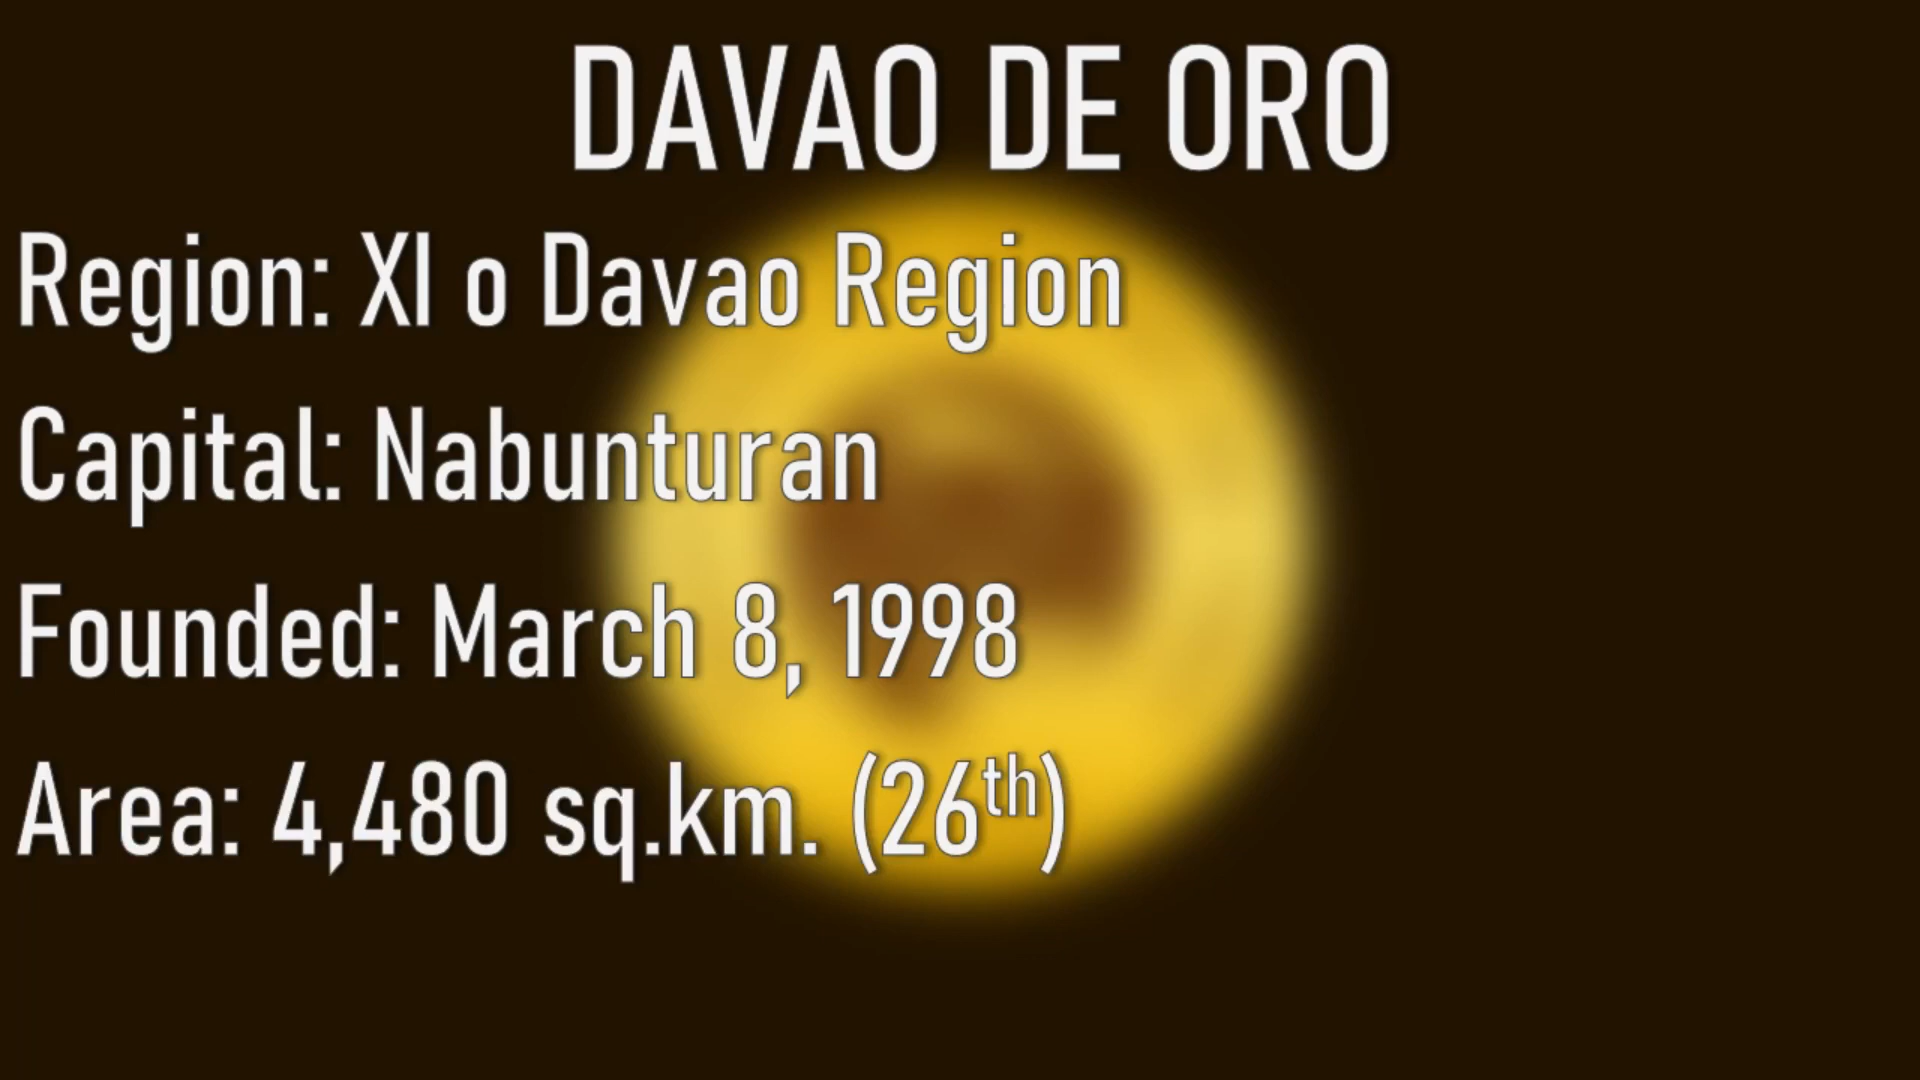 DAVAO DE ORO
Region: XI o Davao Region
Capital: Nabunturan
Founded: March 8, 1998
Area: 4,480 sq.km. (26th)